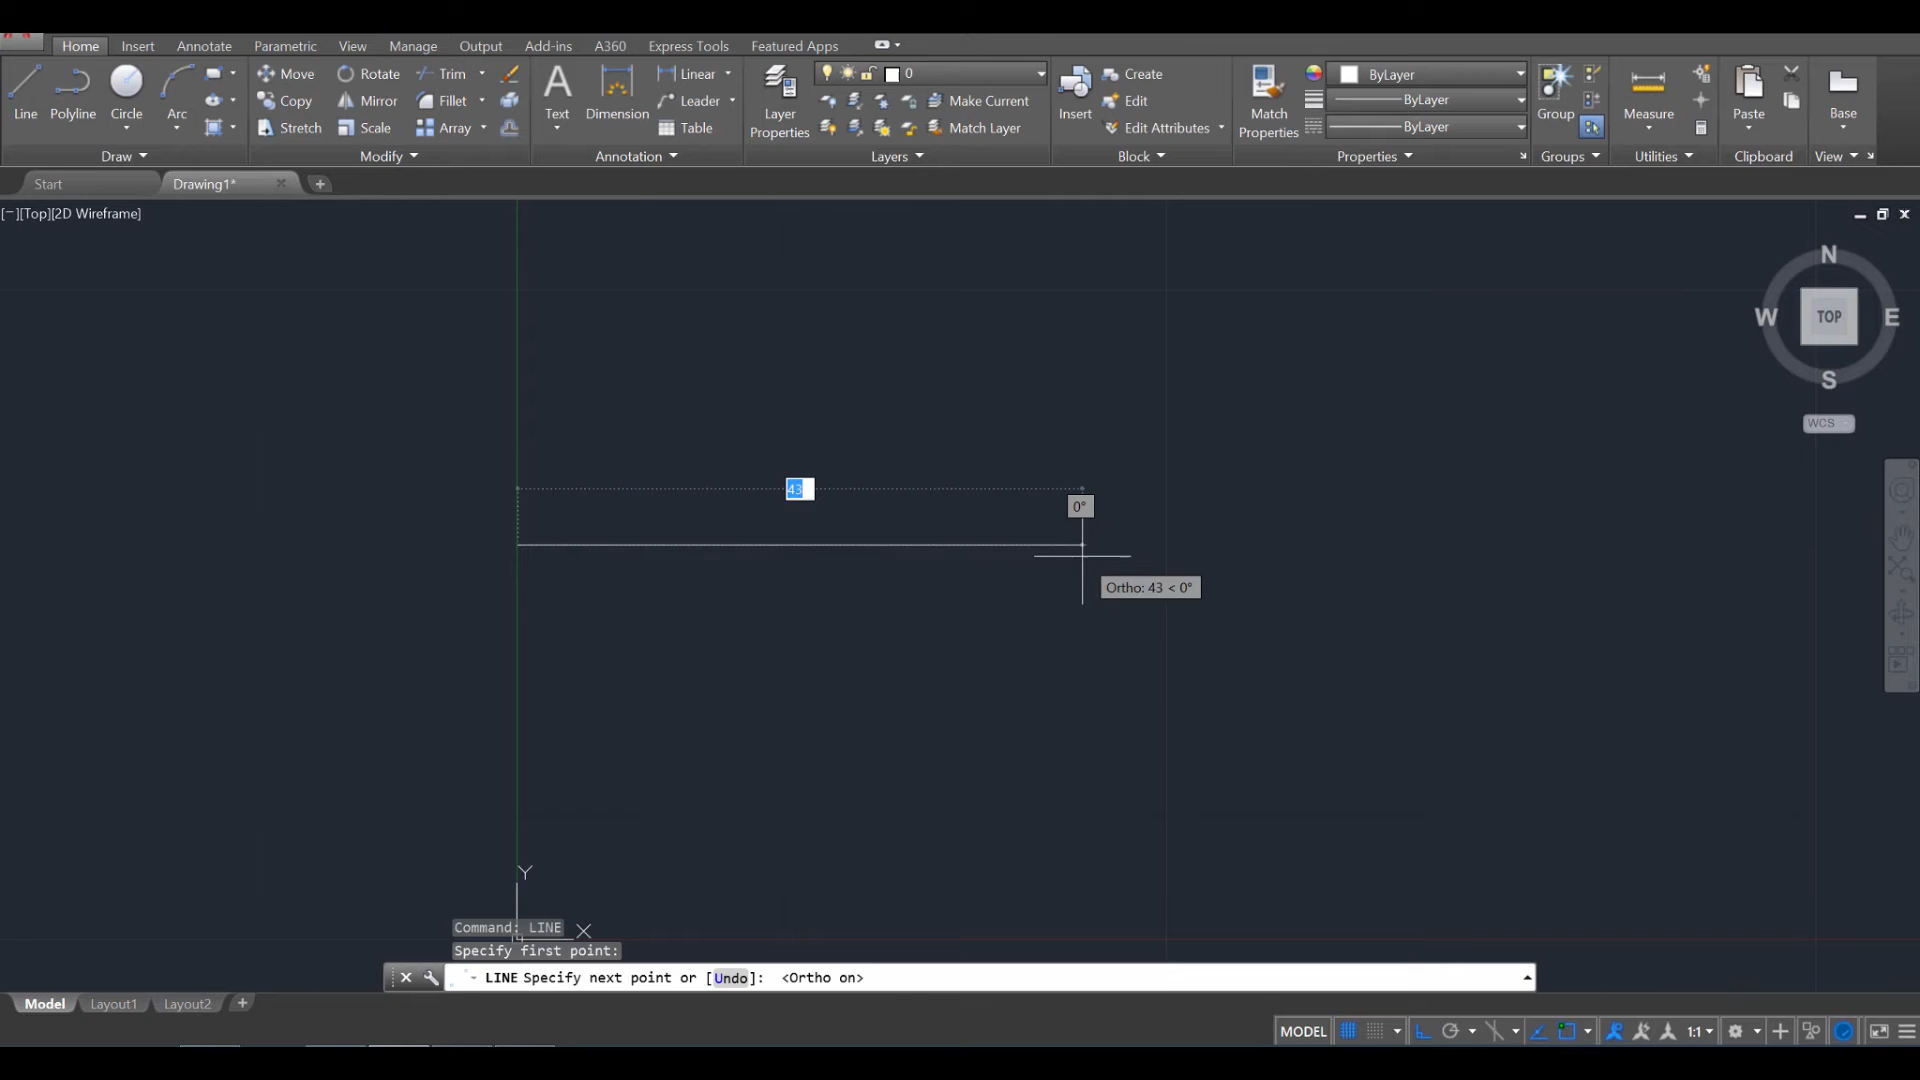 Home Insert Annotate Parametric View Manage Output Add-ins A360 Express Tools Featured Apps
Line Polyline Circle Arc
Move Rotate Trim
Copy Mirror Fillet
Stretch Scale Array
Text Dimension
Linear
Leader
Table
Layer Properties
0
Make Current
Match Layer
Insert
Create
Edit
Edit Attributes
Match Properties
ByLayer
ByLayer
ByLayer
Group
Measure
Paste
Base
Draw Modify Annotation Layers Block Properties Groups Utilities Clipboard View
Start Drawing1*
[−][Top][2D Wireframe]
N
W TOP E
S
WCS
43
0°
Ortho: 43 < 0°
Y
X
Command: LINE
Specify first point:
LINE Specify next point or [Undo]: <Ortho on>
Model Layout1 Layout2
MODEL 1:1